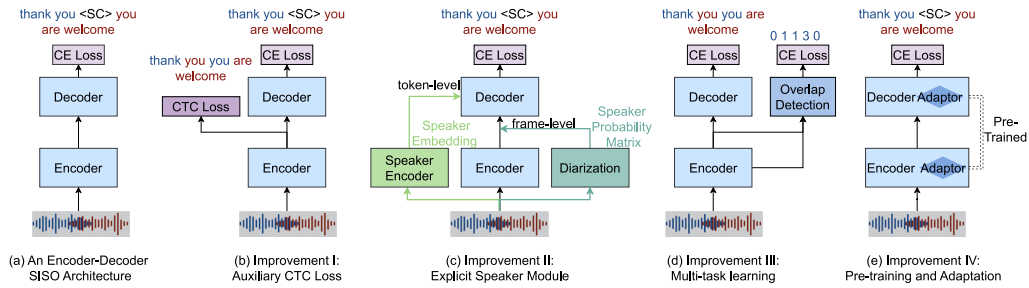 thank you <SC> you
are welcome
CE Loss
Decoder
Encoder
(a) An Encoder-Decoder
SISO Architecture
thank you <SC> you
are welcome
thank you you are
welcome
CTC Loss
CE Loss
Decoder
Encoder
(b) Improvement I:
Auxiliary CTC Loss
thank you <SC> you
are welcome
CE Loss
token-level
Decoder
Speaker
Embedding
frame-level
Speaker
Probability
Matrix
Speaker
Encoder
Encoder
Diarization
(c) Improvement II:
Explicit Speaker Module
thank you you are
welcome
0 1 1 3 0
CE Loss
CE Loss
Decoder
Overlap
Detection
Encoder
(d) Improvement III:
Multi-task learning
thank you <SC> you
are welcome
CE Loss
Decoder Adaptor
Pre-
Trained
Encoder Adaptor
(e) Improvement IV:
Pre-training and Adaptation